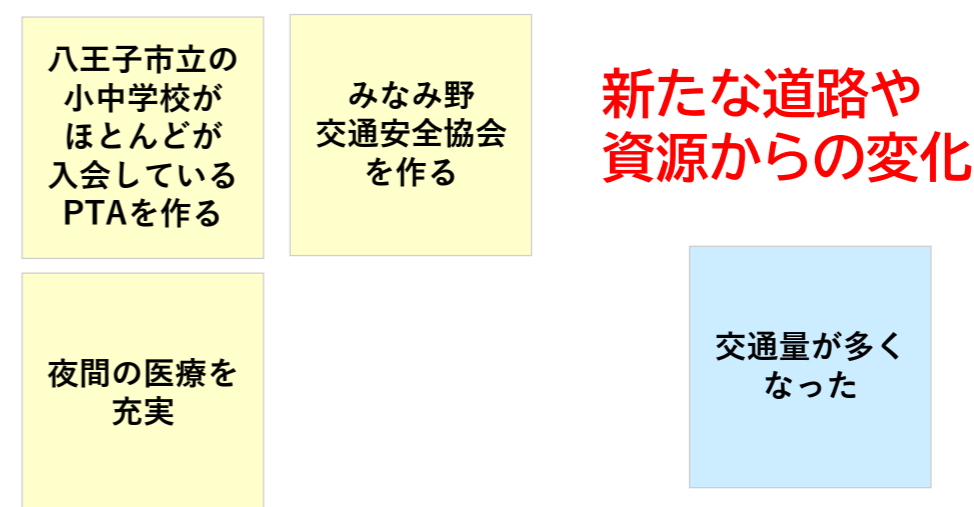 八王子市立の
小中学校が
ほとんどが
入会している
PTAを作る
みなみ野
交通安全協会
を作る
新たな道路や
資源からの変化
夜間の医療を
充実
交通量が多く
なった